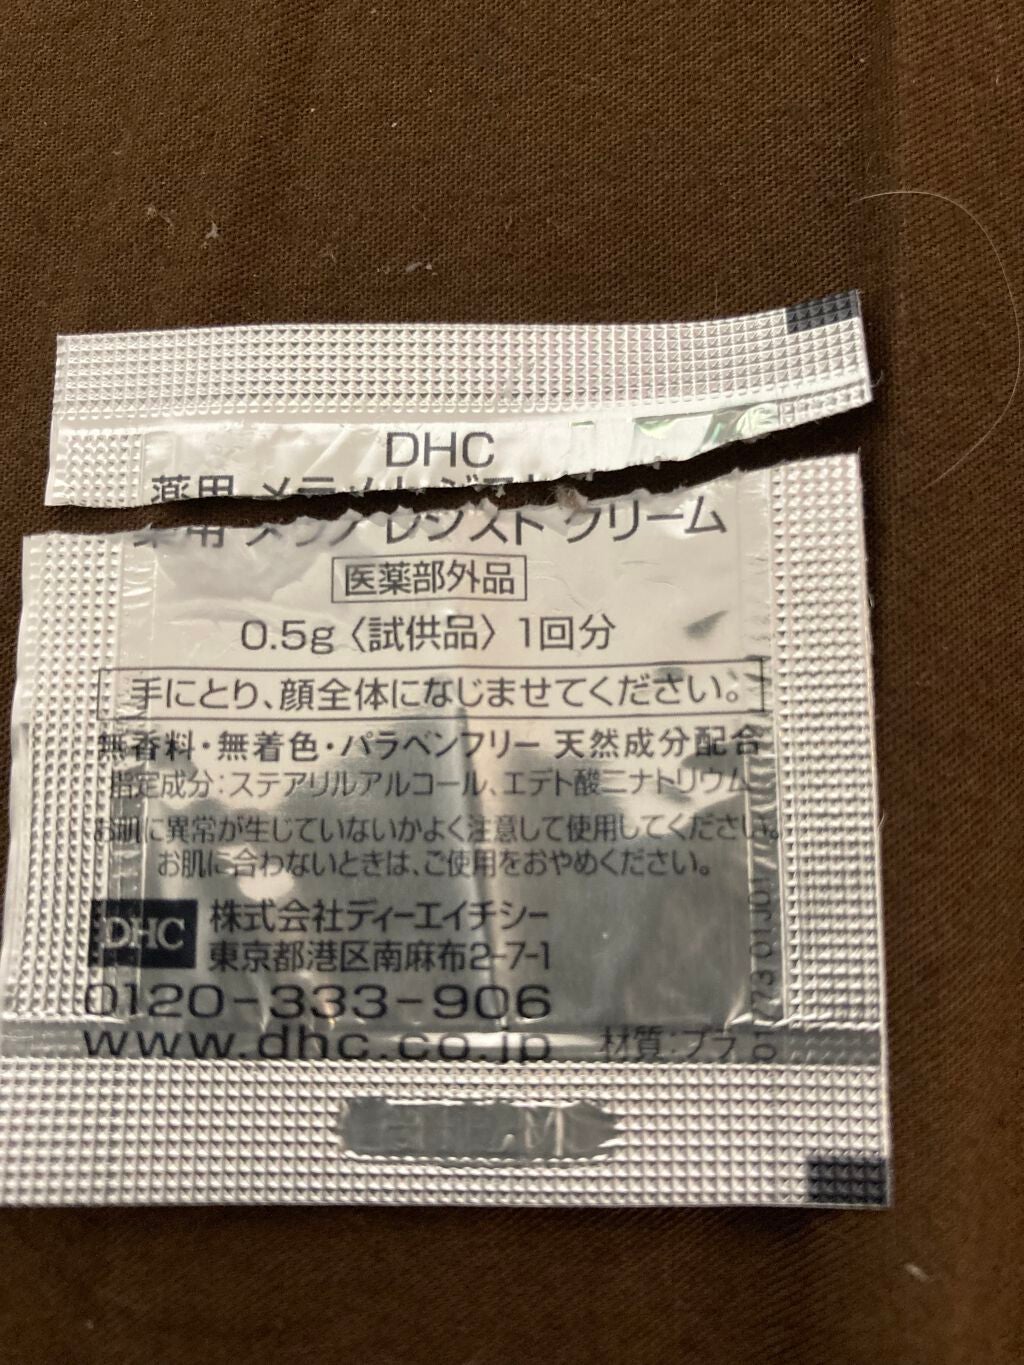 DHC
薬用 メディレジスト クリーム
医薬部外品
0.5g〈試供品〉1回分
手にとり、顔全体になじませてください。
無香料・無着色・パラベンフリー 天然成分配合
指定成分：ステアリルアルコール、エデト酸二ナトリウム
お肌に異常が生じていないかよく注意して使用してください。
お肌に合わないときは、ご使用をおやめください。
DHC
株式会社ディーエイチシー
東京都港区南麻布2-7-1
0120-333-906
www.dhc.co.jp
材質：プラ